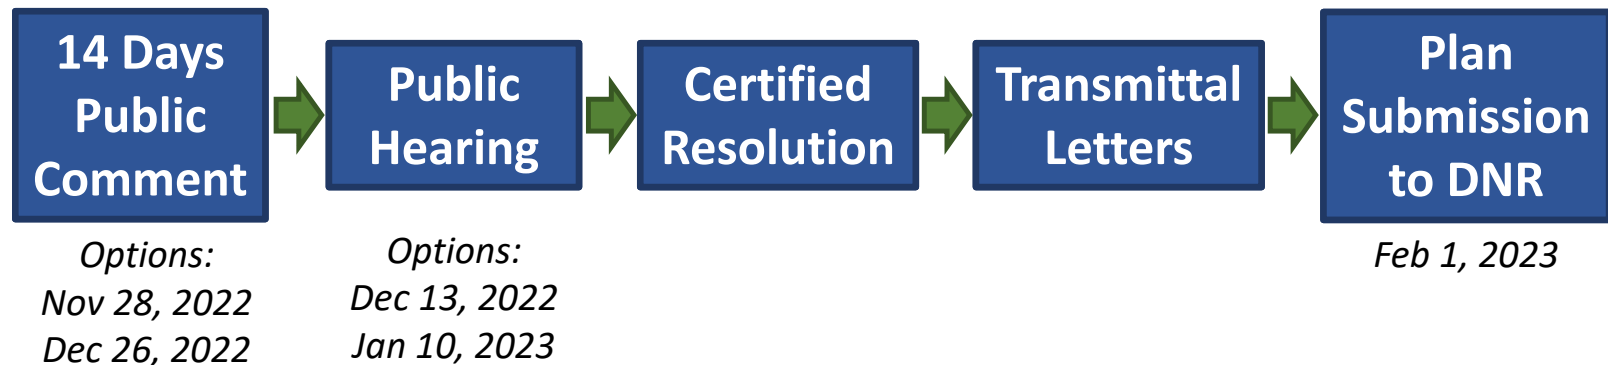 14 Days
Public
Comment
Options:
Nov 28, 2022
Dec 26, 2022
Public
Hearing
Options:
Dec 13, 2022
Jan 10, 2023
Certified
Resolution
Transmittal
Letters
Plan
Submission
to DNR
Feb 1, 2023